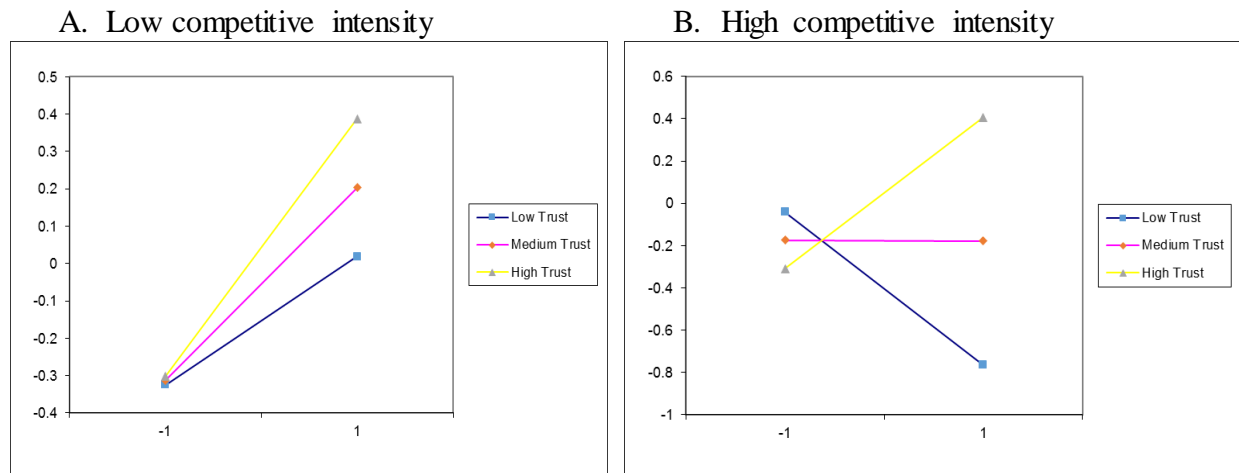 A. Low competitive intensity
0.5
0.4
0.3
0.2
0.1
0
-0.1
-0.2
-0.3
-0.4
-1
1
Low Trust
Medium Trust
High Trust
B. High competitive intensity
0.6
0.4
0.2
0
-0.2
-0.4
-0.6
-0.8
-1
-1
1
Low Trust
Medium Trust
High Trust